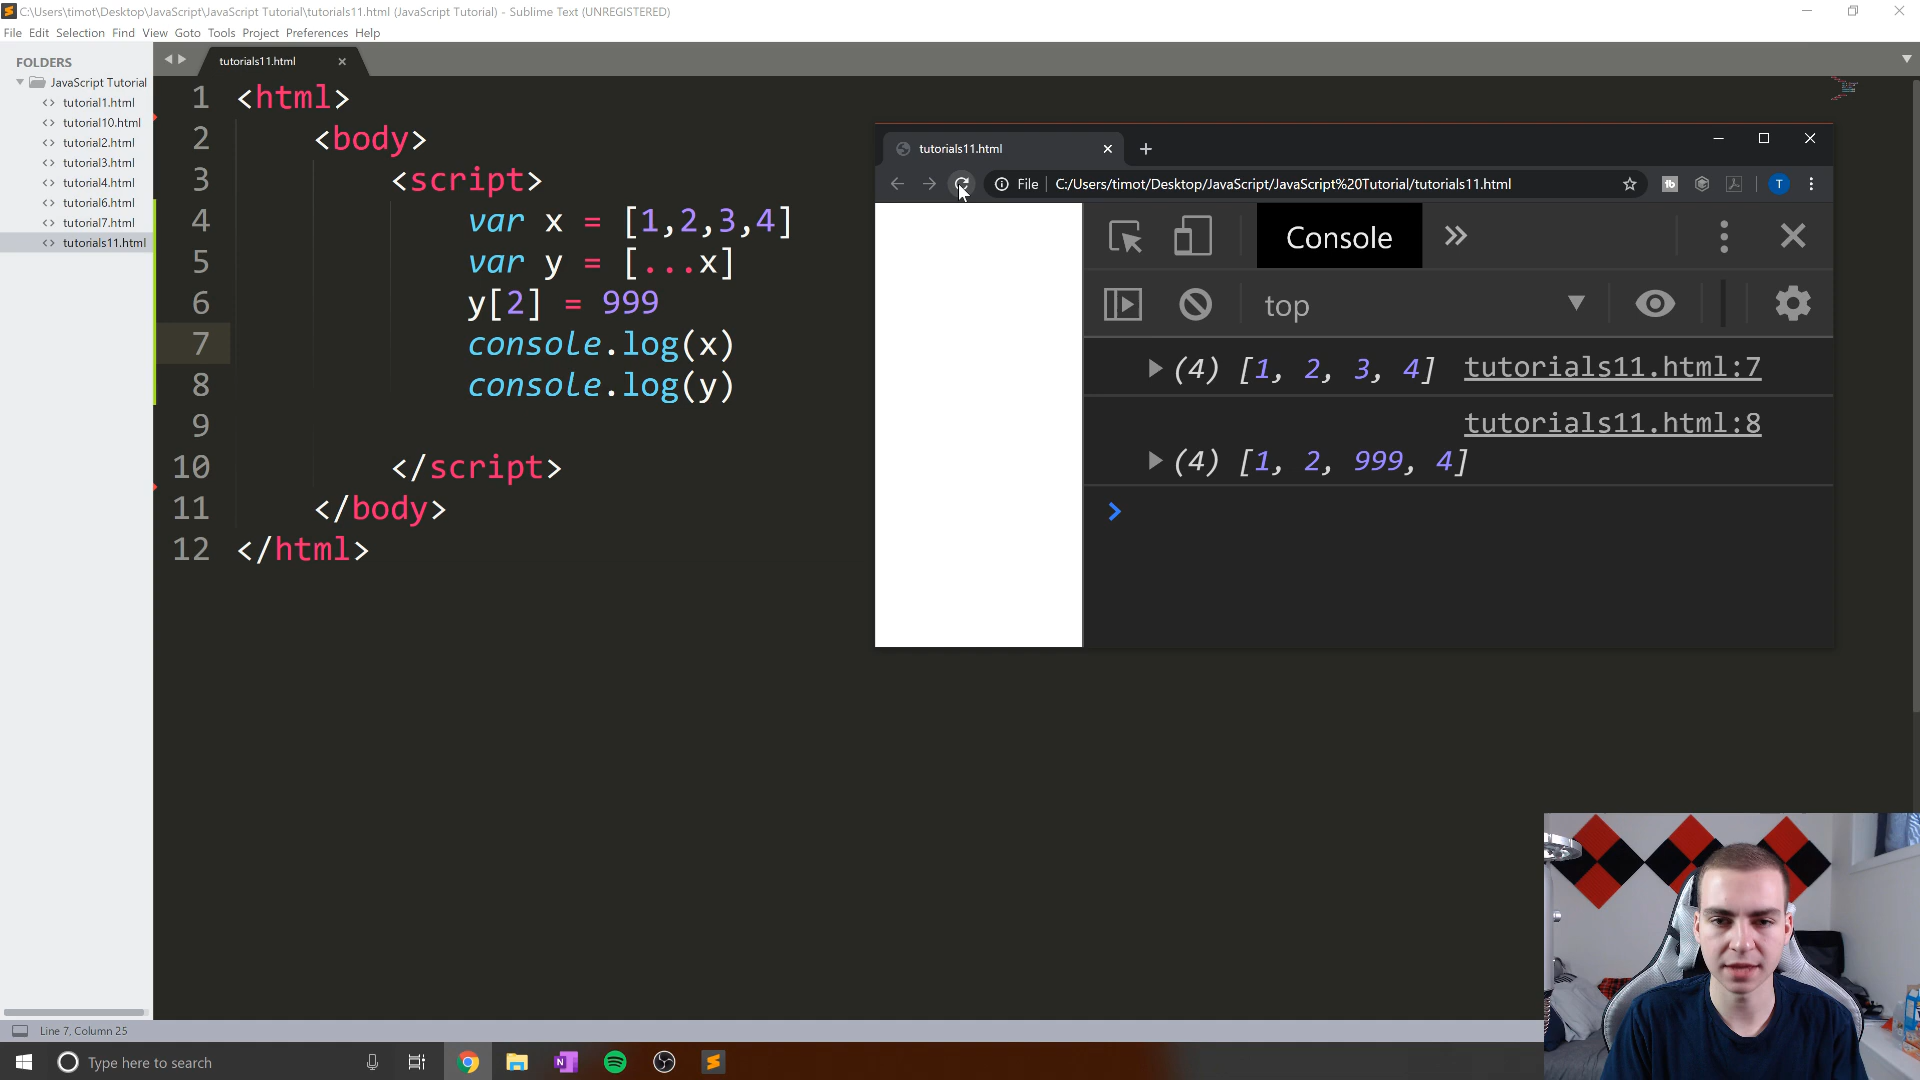 C:\Users\timot\Desktop\JavaScript\JavaScript Tutorial\tutorials11.html (JavaScript Tutorial) - Sublime Text (UNREGISTERED)
File Edit Selection Find View Goto Tools Project Preferences Help
FOLDERS
JavaScript Tutorial
tutorial1.html
tutorial10.html
tutorial2.html
tutorial3.html
tutorial4.html
tutorial6.html
tutorial7.html
tutorials11.html
tutorials11.html
1 <html>
2 <body>
3 <script>
4 var x = [1,2,3,4]
5 var y = [...x]
6 y[2] = 999
7 console.log(x)
8 console.log(y)
9
10 </script>
11 </body>
12 </html>
tutorials11.html
File C:/Users/timot/Desktop/JavaScript/JavaScript%20Tutorial/tutorials11.html
T
Console
top
(4) [1, 2, 3, 4] tutorials11.html:7
tutorials11.html:8
(4) [1, 2, 999, 4]
Line 7, Column 25
Type here to search